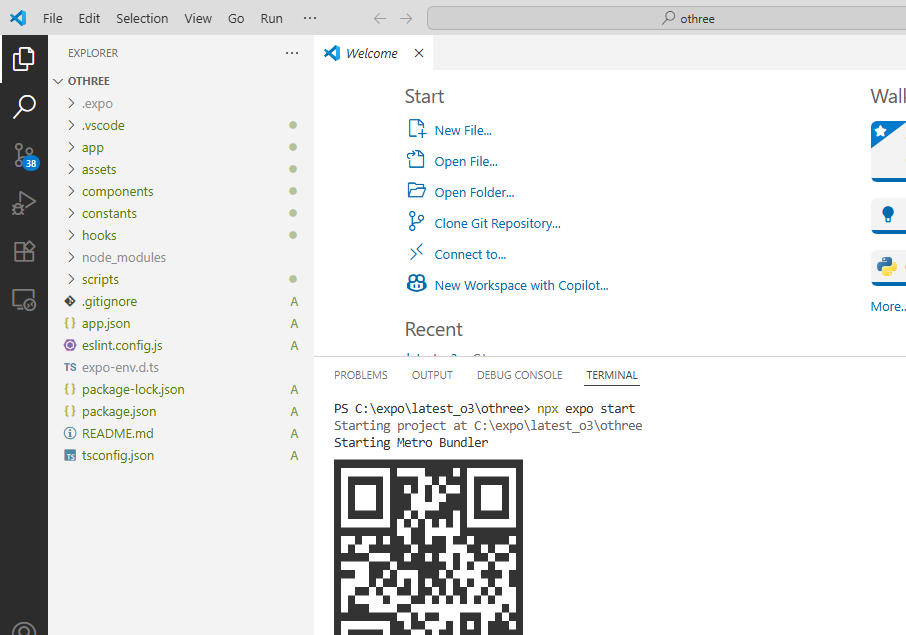 File Edit Selection View Go Run ···
othree
EXPLORER ···
OTHREE
.expo
.vscode
app
assets
components
constants
hooks
node_modules
scripts
.gitignore A
{} app.json A
eslint.config.js A
TS expo-env.d.ts
{} package-lock.json A
{} package.json A
README.md A
TS tsconfig.json A
38
Welcome
Start
New File...
Open File...
Open Folder...
Clone Git Repository...
Connect to...
New Workspace with Copilot...
Recent
Walk
More...
PROBLEMS OUTPUT DEBUG CONSOLE TERMINAL
PS C:\expo\latest_o3\othree> npx expo start
Starting project at C:\expo\latest_o3\othree
Starting Metro Bundler